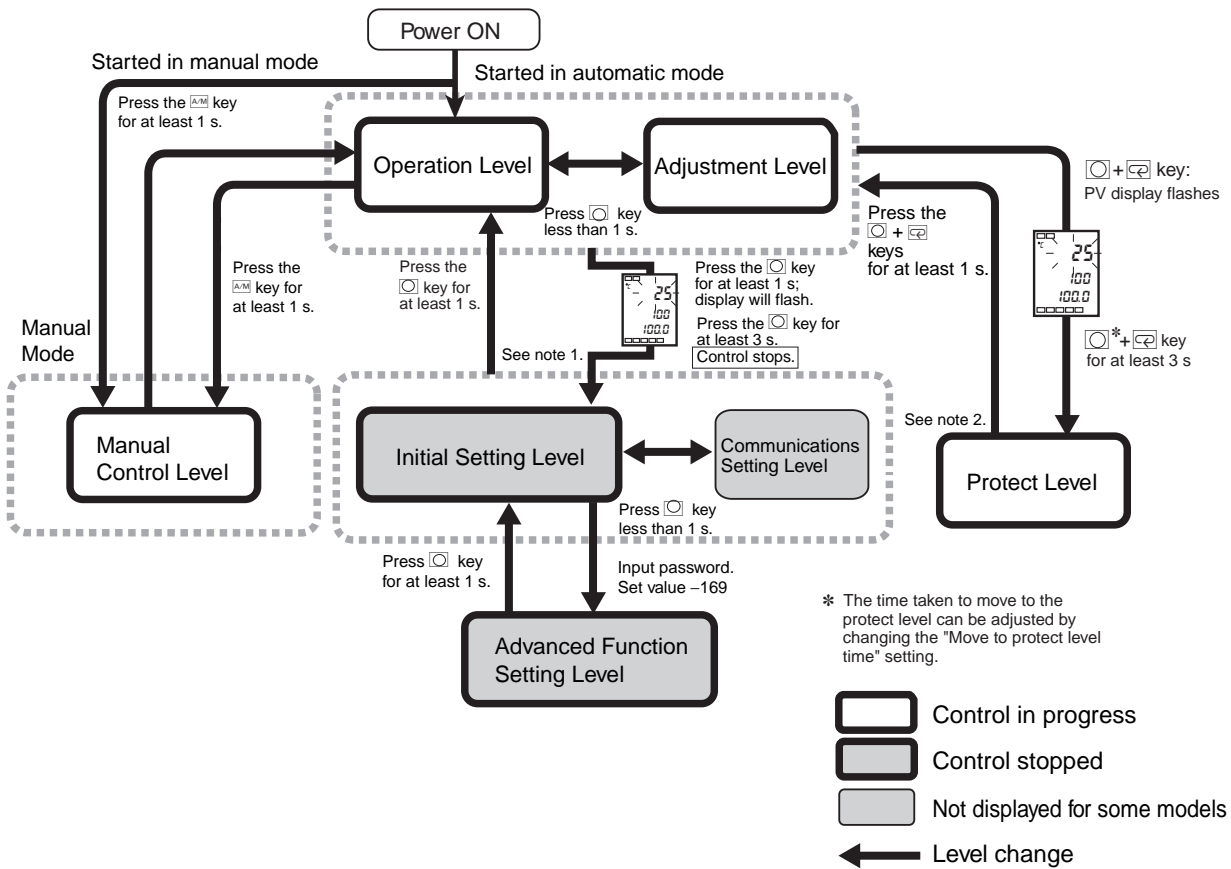 Power ON
Started in manual mode
Started in automatic mode
Press the A/M key
for at least 1 s.
Operation Level
Adjustment Level
Press key
less than 1 s.
+ key:
PV display flashes
Press the
+
keys
for at least 1 s.
°C
25
100
100.0
* + key
for at least 3 s
Press the
A/M key for
at least 1 s.
Press the
key for
at least 1 s.
°C
25
100
100.0
Press the key
for at least 1 s;
display will flash.
Press the key for
at least 3 s.
Control stops.
See note 1.
Manual
Mode
Manual
Control Level
Initial Setting Level
Communications
Setting Level
See note 2.
Protect Level
Press key
less than 1 s.
Press key
for at least 1 s.
Input password.
Set value –169
Advanced Function
Setting Level
* The time taken to move to the
protect level can be adjusted by
changing the "Move to protect level
time" setting.
Control in progress
Control stopped
Not displayed for some models
Level change